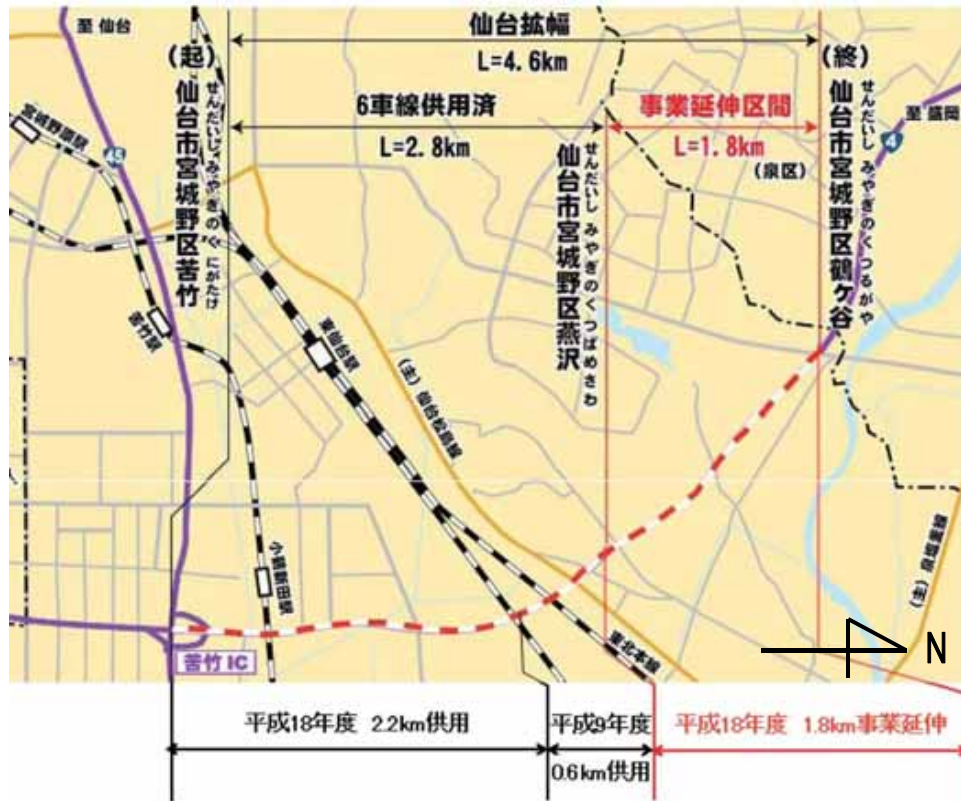 至 仙台
仙台拡幅
L=4.6km
(起)
せんだいし みやぎのく にがたけ
仙台市宮城野区苦竹
(終)
せんだいし みやぎのくつるがや
仙台市宮城野区鶴ケ谷
6車線供用済
L=2.8km
事業延伸区間
L=1.8km
(泉区)
せんだいし みやぎのくつばめさわ
仙台市宮城野区燕沢
至 盛岡
4
45
宮城野原駅
苦竹駅
東仙台駅
(主)仙台松島線
小鶴新田駅
(主)泉塩釜線
東北本線
苦竹IC
N
平成18年度 2.2km供用
平成9年度
0.6km供用
平成18年度 1.8km事業延伸